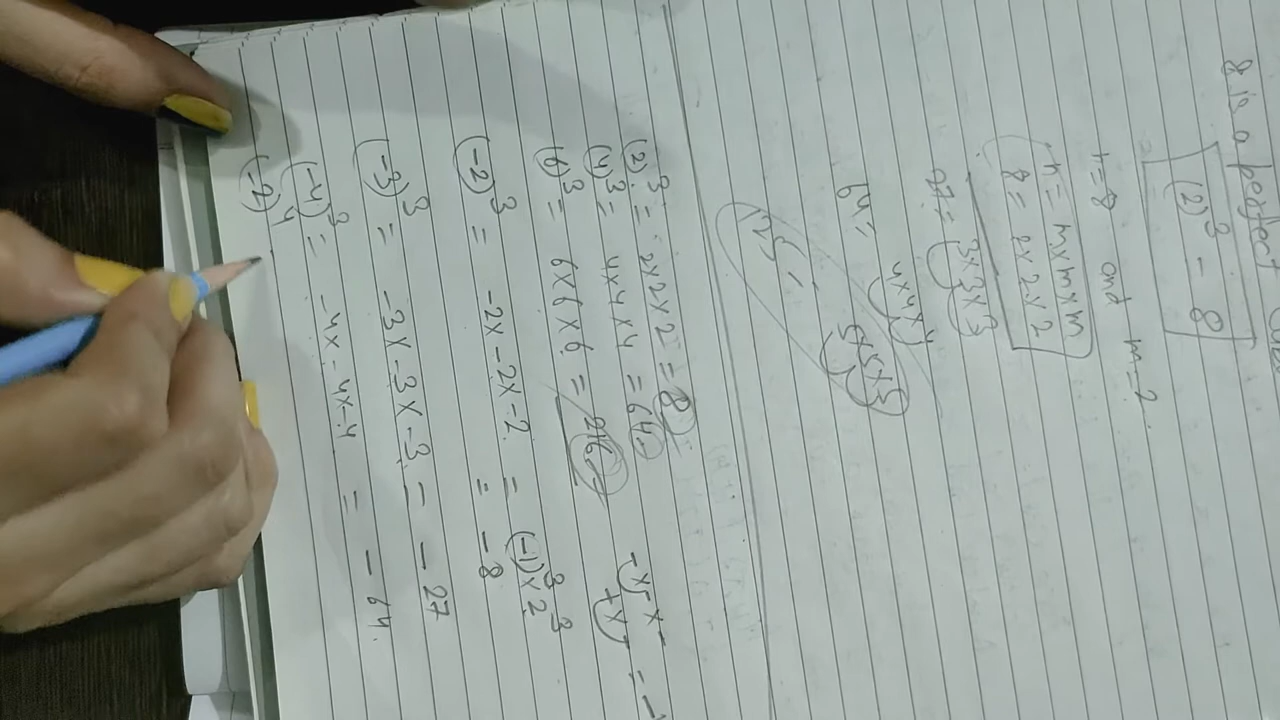 8 is a perfect
(2)³ = 8
n=8 and m=2
n = m×m×m
8 = 2×2×2
27 = 3×3×3
64= 4×4×4
125 = 5×5×5
(2)³ = 2×2×2 = 8
(4)³ = 4×4×4 = 64
(6)³ = 6×6×6 = 216
-×-×-
+×- = -
(-2)³ = -2×-2×-2 = (-1)³×2³
= -8
(-3)³ = -3×-3×-3 = -27
(-4)³ = -4×-4×-4 = -64.
(-2)⁴